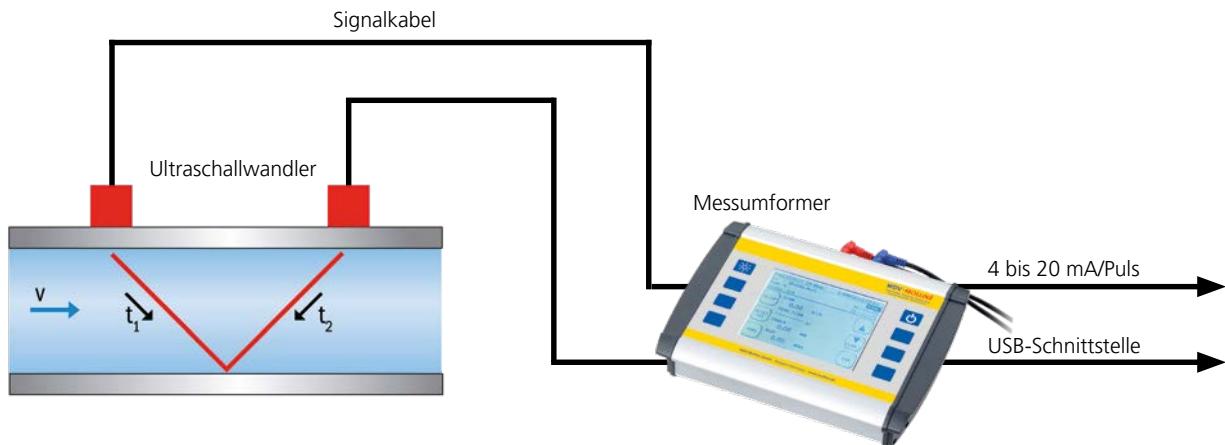 Signalkabel
Ultraschallwandler
Messumformer
4 bis 20 mA/Puls
v
t1
t2
USB-Schnittstelle